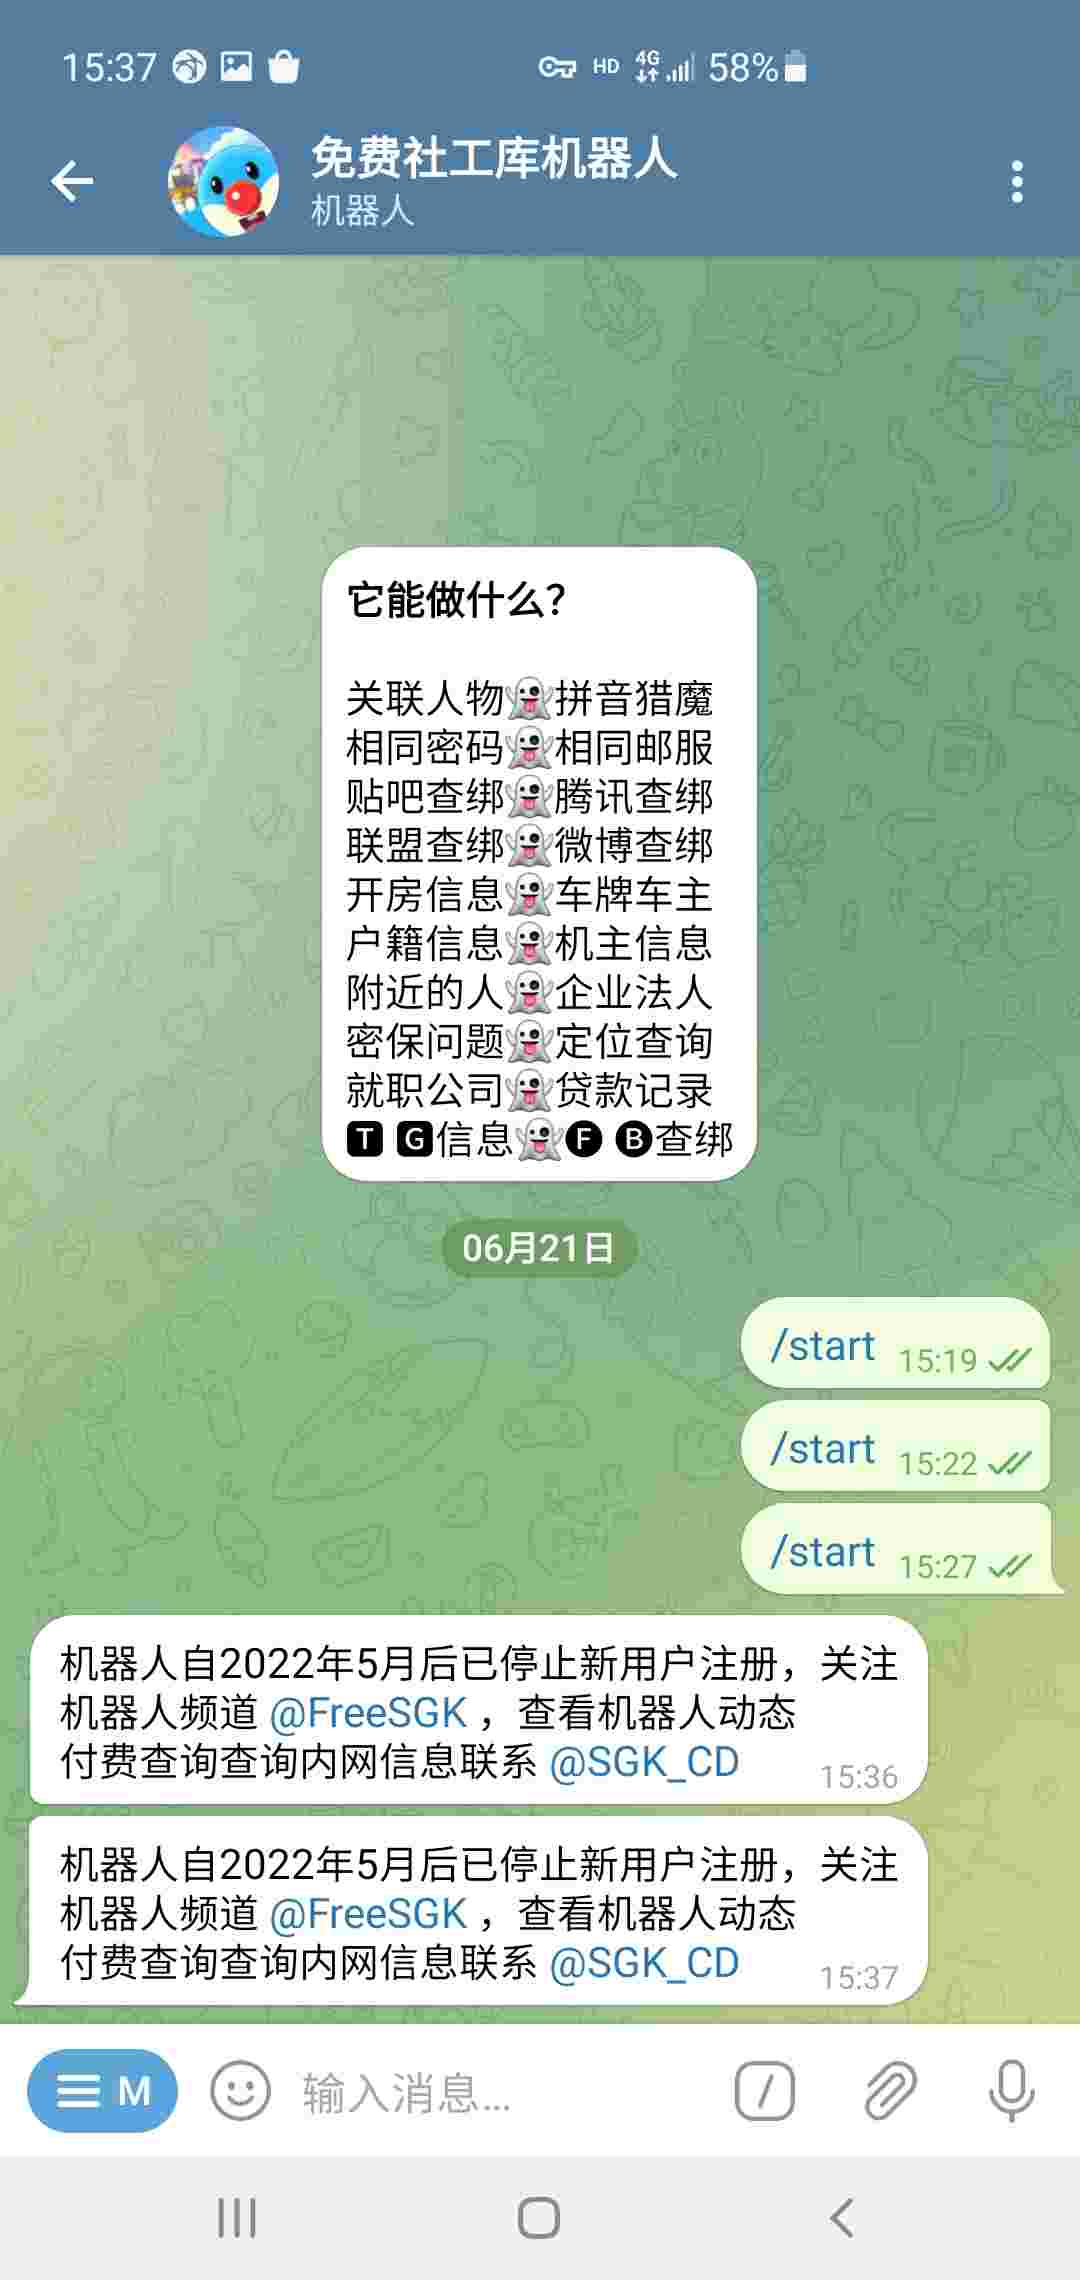 15:37 HD 4G 58%
免费社工库机器人
机器人
它能做什么？
关联人物👻拼音猎魔
相同密码👻相同邮服
贴吧查绑👻腾讯查绑
联盟查绑👻微博查绑
开房信息👻车牌车主
户籍信息👻机主信息
附近的人👻企业法人
密保问题👻定位查询
就职公司👻贷款记录
🆃 🅶信息👻🅕 🅑查绑
06月21日
/start 15:19
/start 15:22
/start 15:27
机器人自2022年5月后已停止新用户注册，关注
机器人频道 @FreeSGK ，查看机器人动态
付费查询查询内网信息联系 @SGK_CD
15:36
机器人自2022年5月后已停止新用户注册，关注
机器人频道 @FreeSGK ，查看机器人动态
付费查询查询内网信息联系 @SGK_CD
15:37
M 输入消息...